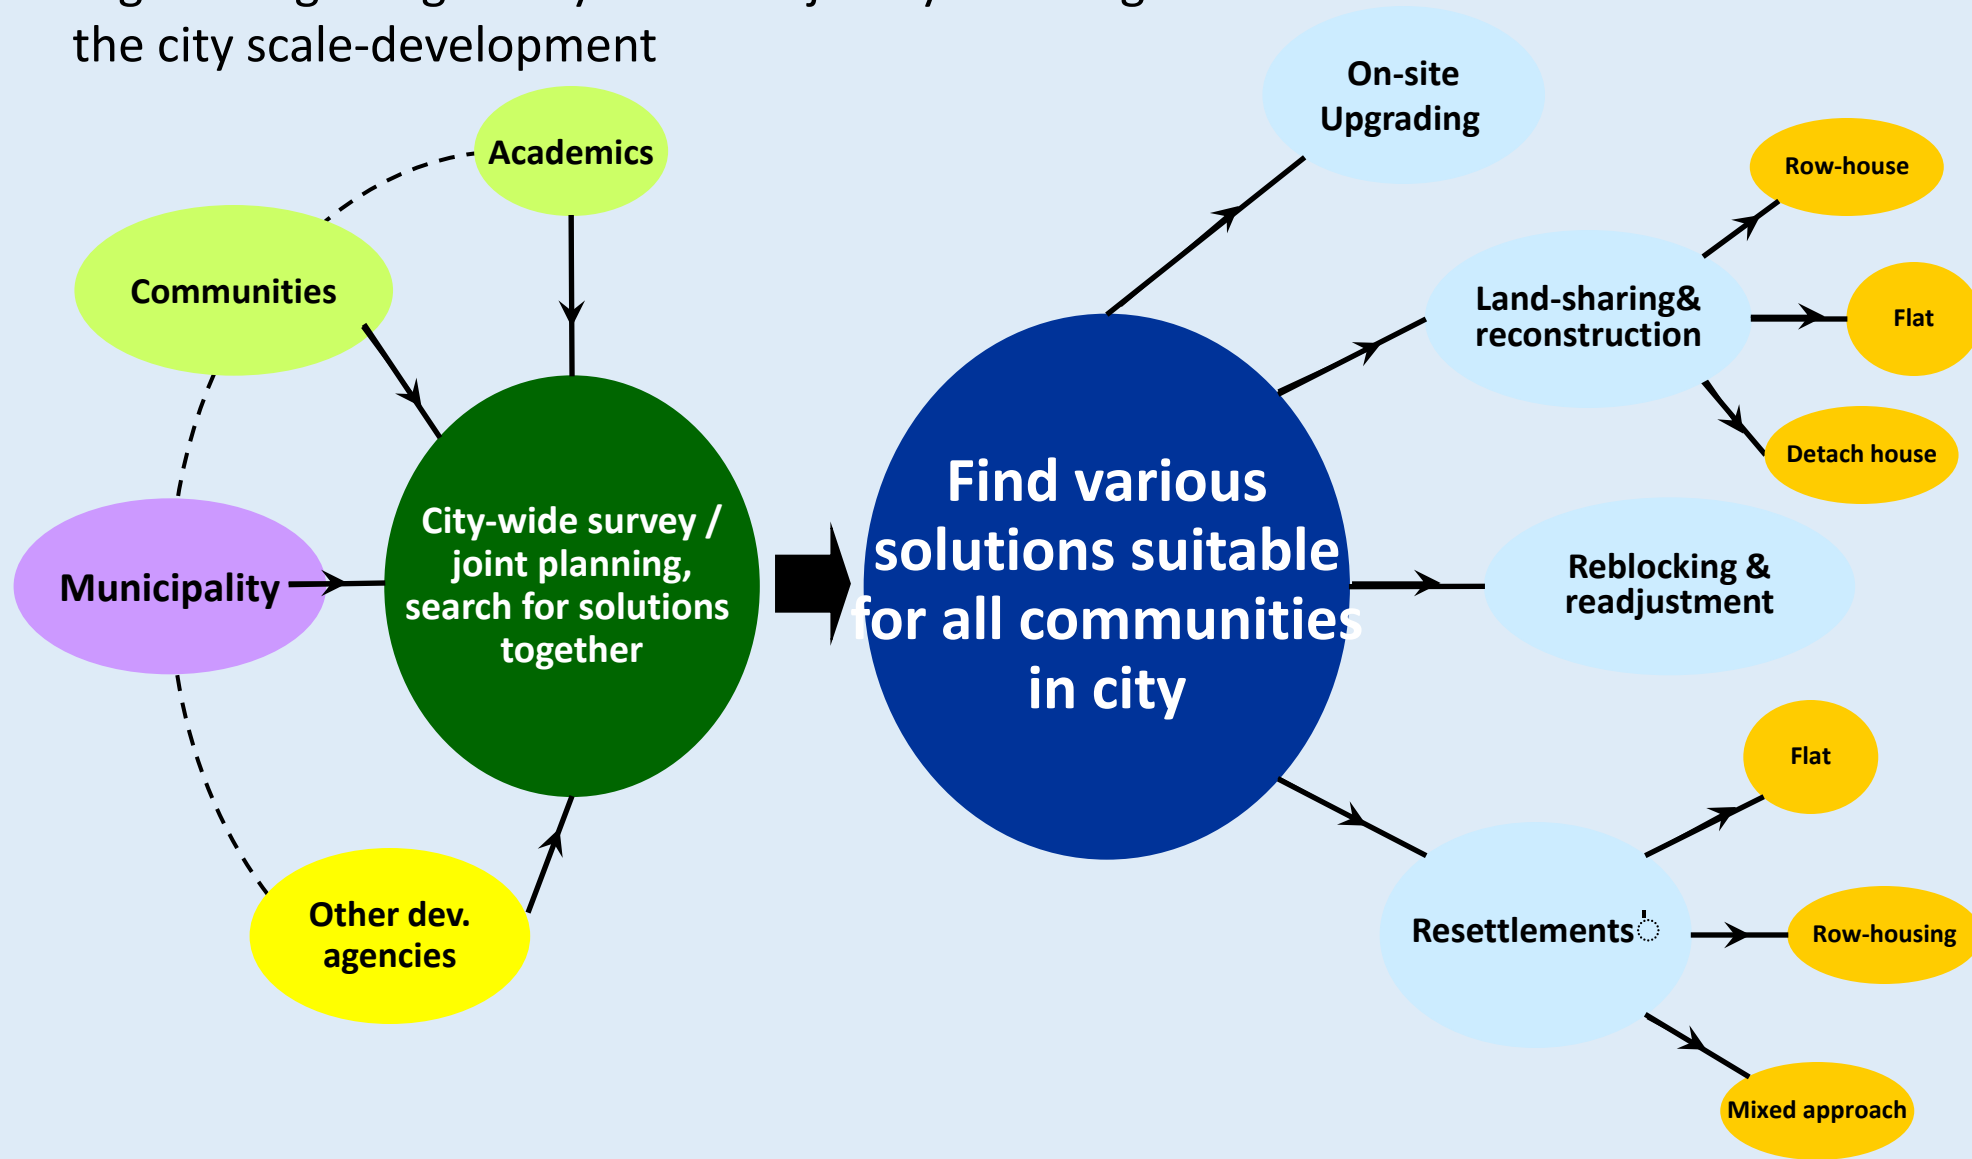 the city scale-development
Academics
Communities
Municipality
Other dev.
agencies
City-wide survey /
joint planning,
search for solutions
together
Find various
solutions suitable
for all communities
in city
On-site
Upgrading
Land-sharing&
reconstruction
Row-house
Flat
Detach house
Reblocking &
readjustment
Resettlements
Flat
Row-housing
Mixed approach